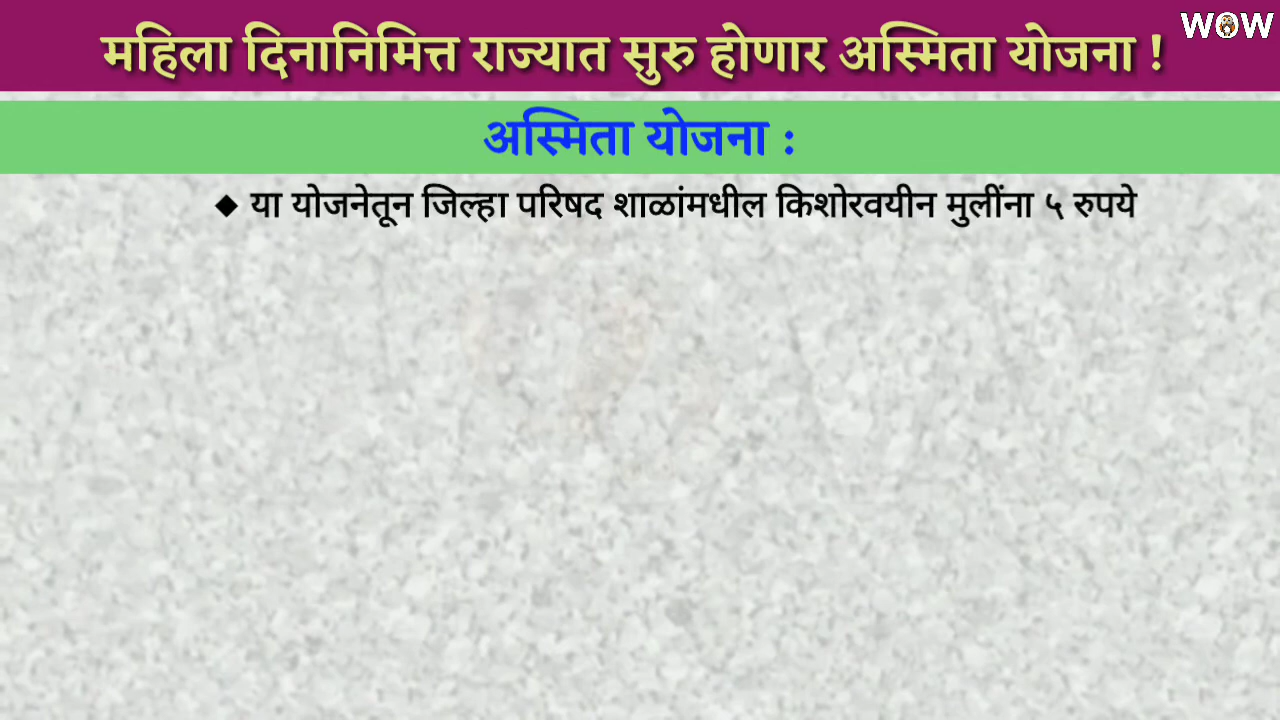 WOW
महिला दिनानिमित्त राज्यात सुरु होणार अस्मिता योजना !
अस्मिता योजना :
◆ या योजनेतून जिल्हा परिषद शाळांमधील किशोरवयीन मुलींना ५ रुपये